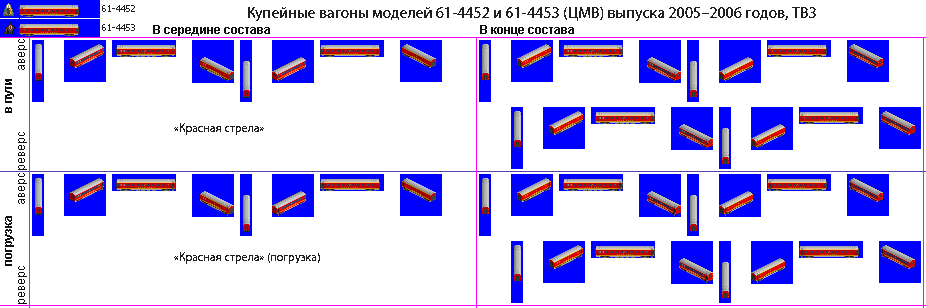 61-4452
Купейные вагоны моделей 61-4452 и 61-4453 (ЦМВ) выпуска 2005–2006 годов, ТВЗ
61-4453
В середине состава
В конце состава
в пути
аверс
реверс
«Красная стрела»
погрузка
аверс
реверс
«Красная стрела» (погрузка)